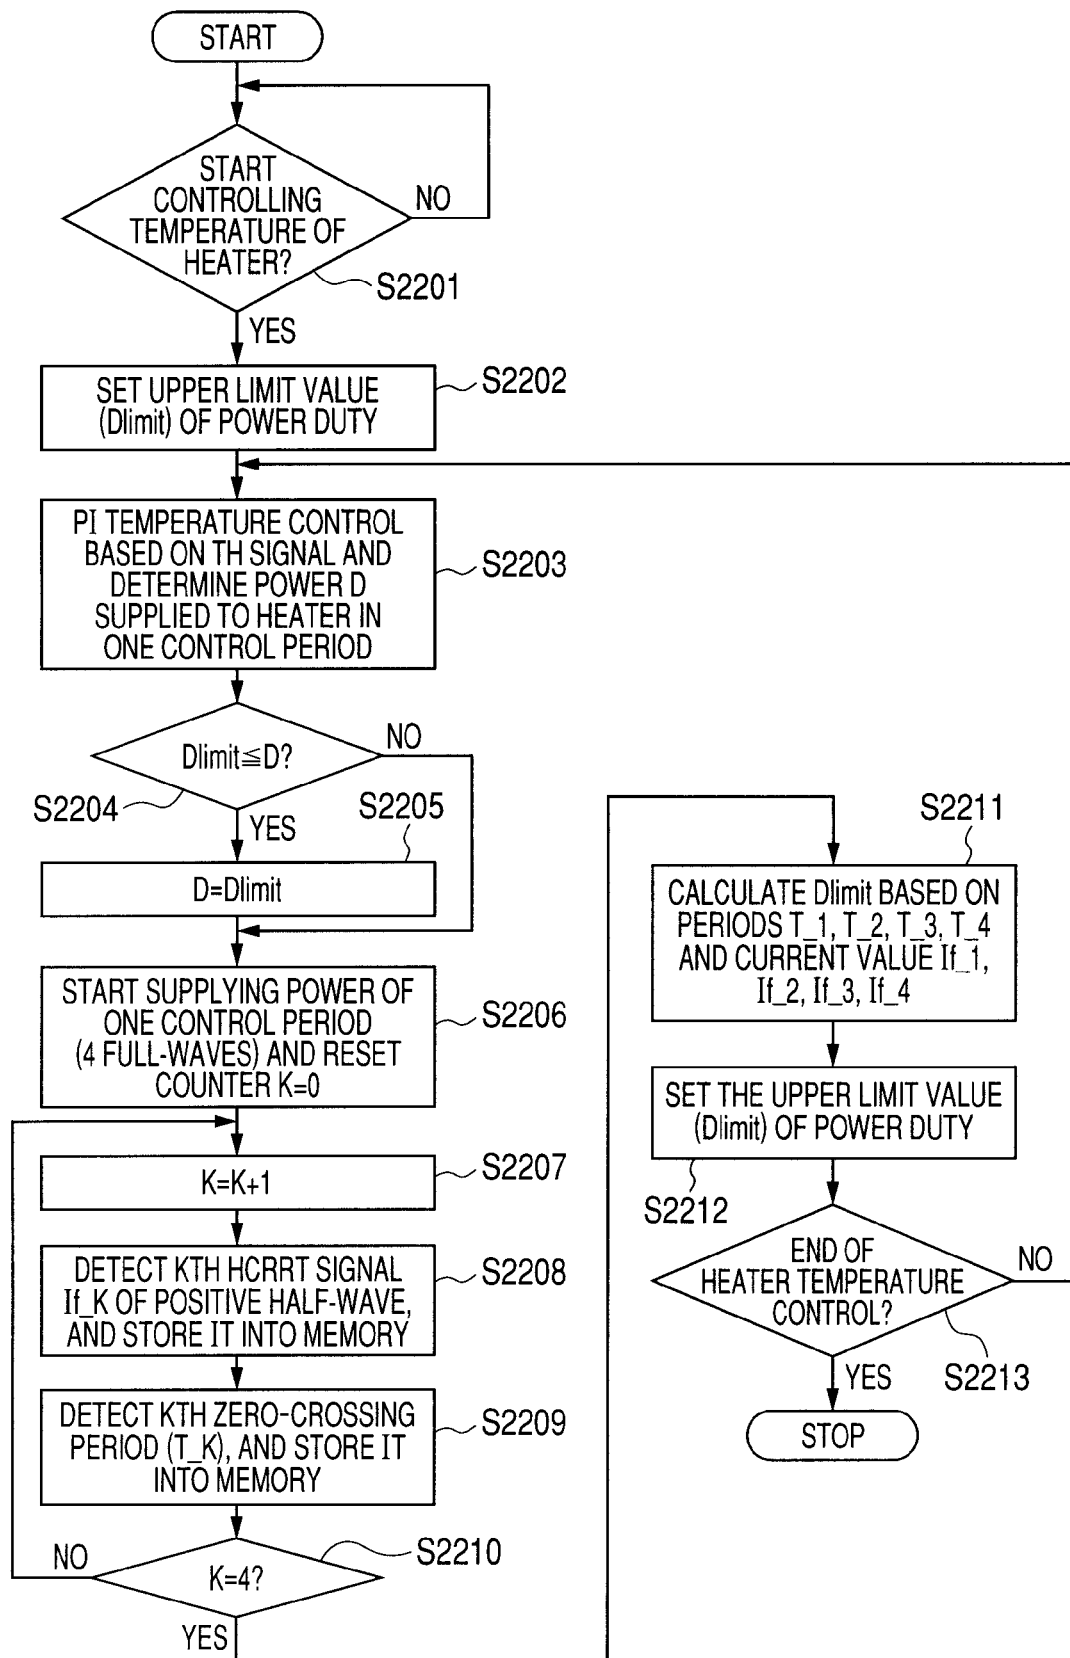 START
START
CONTROLLING
TEMPERATURE OF
HEATER?
NO
S2201
YES
SET UPPER LIMIT VALUE
(Dlimit) OF POWER DUTY
S2202
PI TEMPERATURE CONTROL
BASED ON TH SIGNAL AND
DETERMINE POWER D
SUPPLIED TO HEATER IN
ONE CONTROL PERIOD
S2203
Dlimit≦D?
NO
S2204
YES
S2205
D=Dlimit
START SUPPLYING POWER OF
ONE CONTROL PERIOD
(4 FULL-WAVES) AND RESET
COUNTER K=0
S2206
K=K+1
S2207
DETECT KTH HCRRT SIGNAL
If_K OF POSITIVE HALF-WAVE,
AND STORE IT INTO MEMORY
S2208
DETECT KTH ZERO-CROSSING
PERIOD (T_K), AND STORE IT
INTO MEMORY
S2209
K=4?
NO
S2210
YES
S2211
CALCULATE Dlimit BASED ON
PERIODS T_1, T_2, T_3, T_4
AND CURRENT VALUE If_1,
If_2, If_3, If_4
SET THE UPPER LIMIT VALUE
(Dlimit) OF POWER DUTY
S2212
END OF
HEATER TEMPERATURE
CONTROL?
NO
S2213
YES
STOP